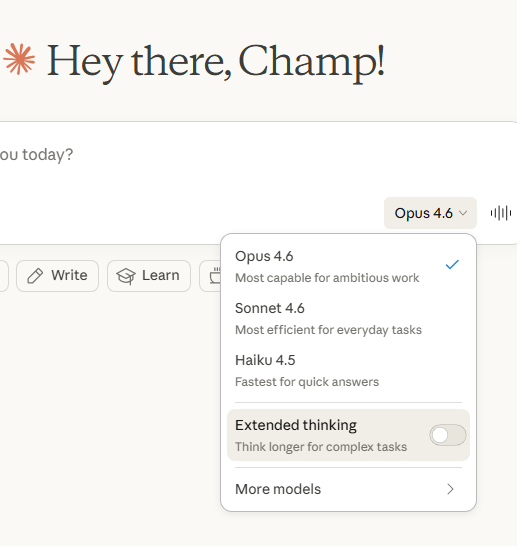 Hey there, Champ!
ou today?
Opus 4.6
Write
Learn
Opus 4.6
Most capable for ambitious work
Sonnet 4.6
Most efficient for everyday tasks
Haiku 4.5
Fastest for quick answers
Extended thinking
Think longer for complex tasks
More models